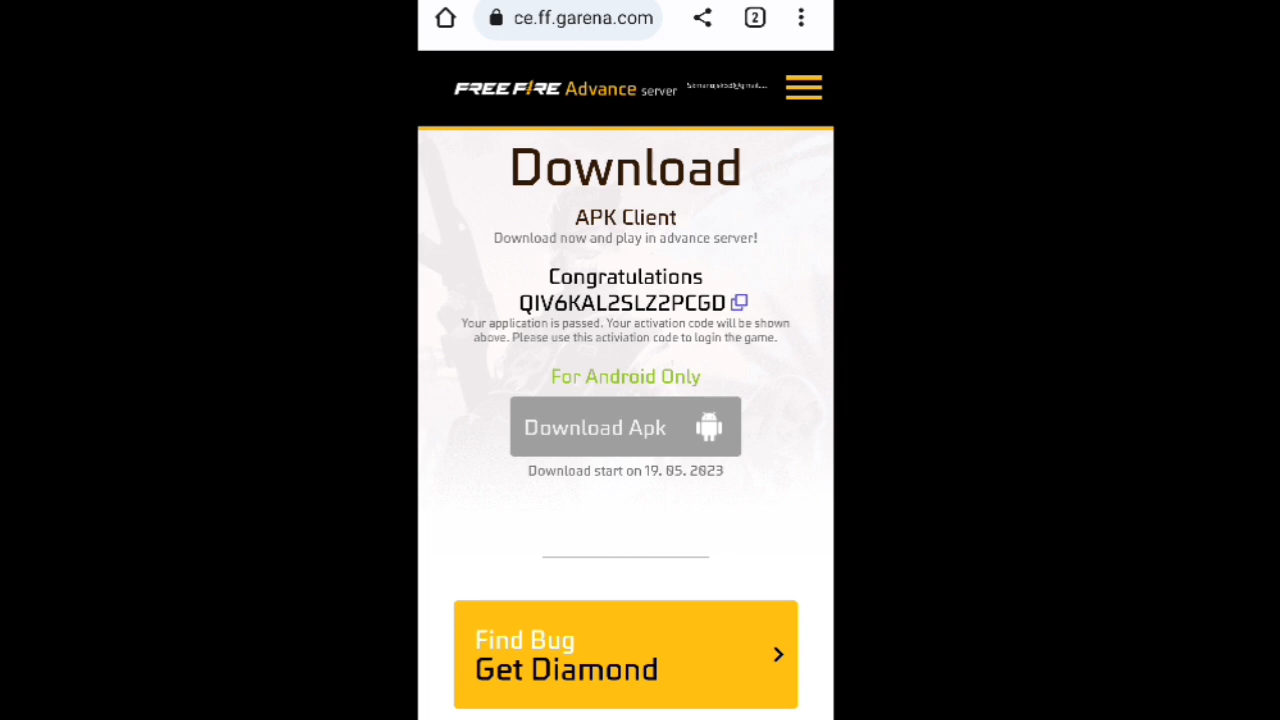 ce.ff.garena.com
2
FREE FIRE Advance server
Download
APK Client
Download now and play in advance server!
Congratulations
QIV6KAL2SLZ2PCGD
Your application is passed. Your activation code will be shown
above. Please use this activiation code to login the game.
For Android Only
Download Apk
Download start on 19. 05. 2023
Find Bug
Get Diamond